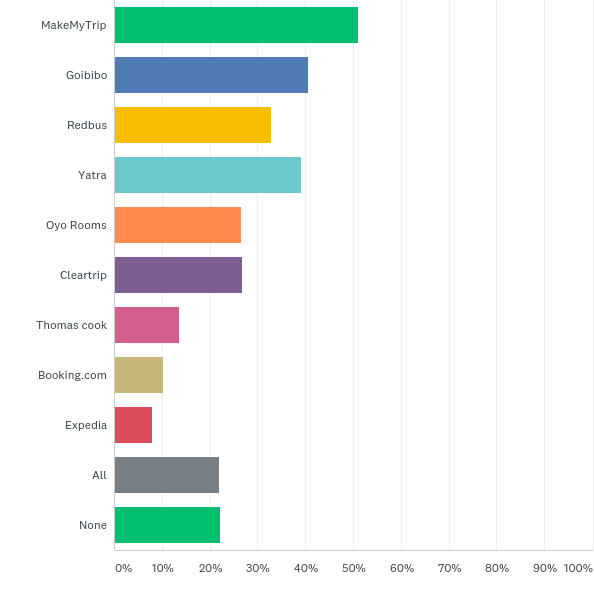 MakeMyTrip
Goibibo
Redbus
Yatra
Oyo Rooms
Cleartrip
Thomas cook
Booking.com
Expedia
All
None
0% 10% 20% 30% 40% 50% 60% 70% 80% 90% 100%